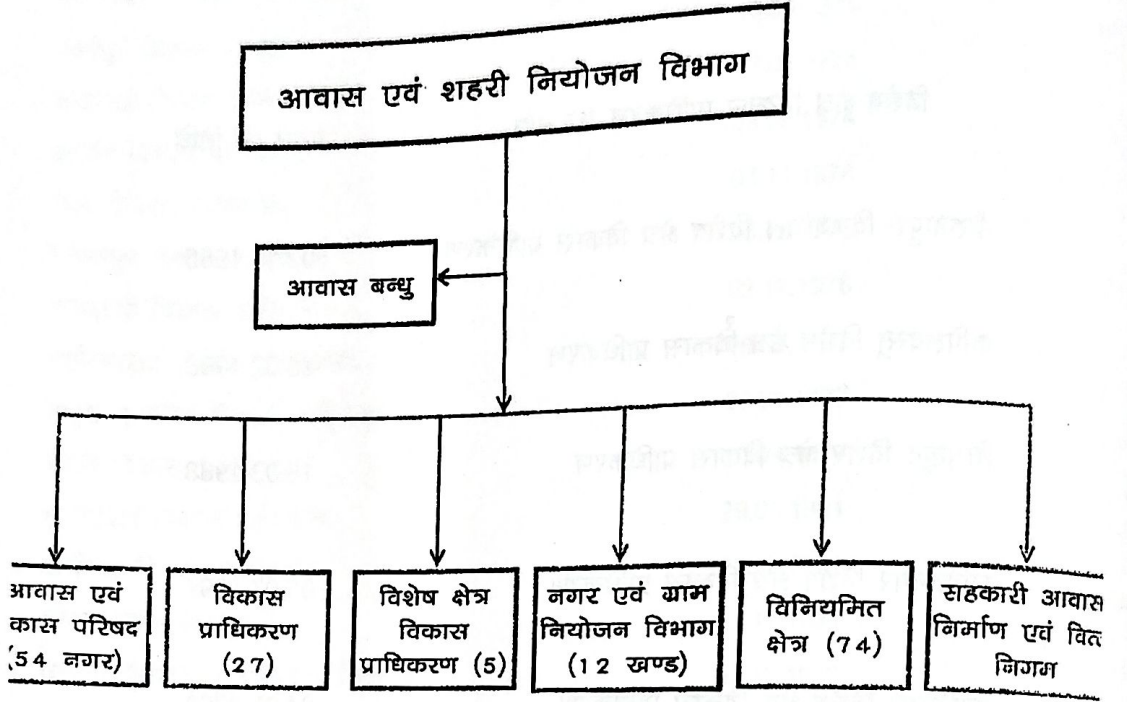 आवास एवं शहरी नियोजन विभाग
आवास बन्धु
आवास एवं
कास परिषद
(54 नगर)
विकास
प्राधिकरण
(27)
विशेष क्षेत्र
विकास
प्राधिकरण (5)
नगर एवं ग्राम
नियोजन विभाग
(12 खण्ड)
विनियमित
क्षेत्र (74)
सहकारी आवास
निर्माण एवं वित्त
निगम